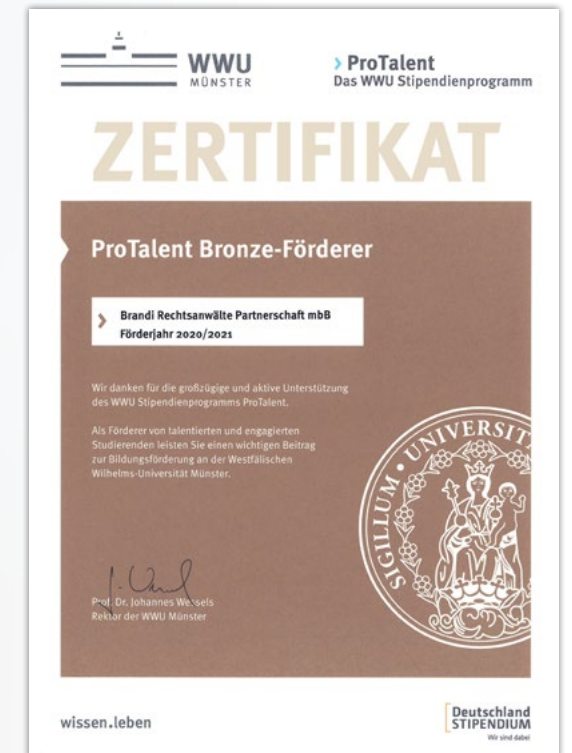 WWU
MÜNSTER
› ProTalent
Das WWU Stipendienprogramm
ZERTIFIKAT
ProTalent Bronze-Förderer
› Brandi Rechtsanwälte Partnerschaft mbB
Förderjahr 2020/2021
Wir danken für die großzügige und aktive Unterstützung
des WWU Stipendienprogramms ProTalent.
Als Förderer von talentierten und engagierten
Studierenden leisten Sie einen wichtigen Beitrag
zur Bildungsförderung an der Westfälischen
Wilhelms-Universität Münster.
SIGILLUM • UNIVERSIT
Prof. Dr. Johannes Wessels
Rektor der WWU Münster
wissen.leben
Deutschland
STIPENDIUM
Wir sind dabei